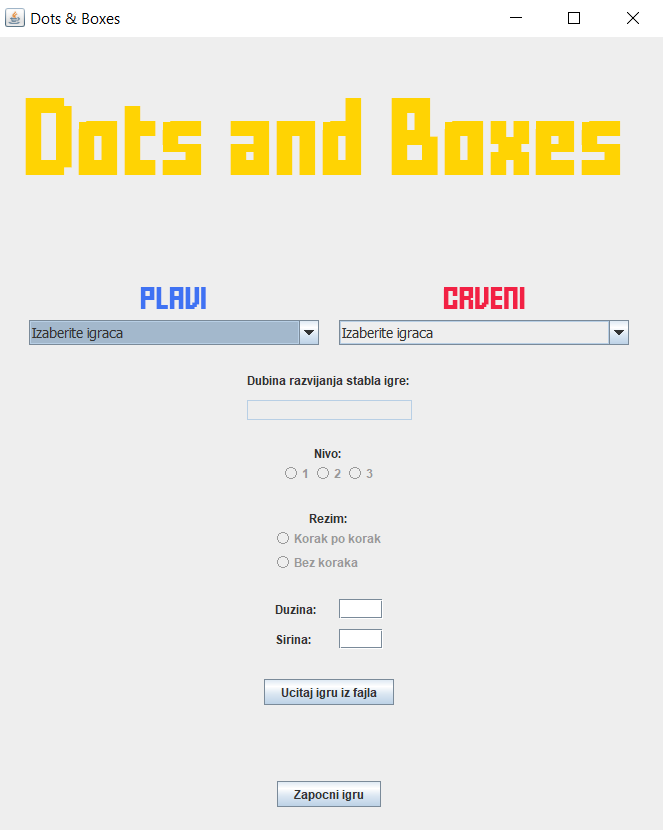 Dots & Boxes
Dots and Boxes
PLAVI CRVENI
Izaberite igraca Izaberite igraca
Dubina razvijanja stabla igre:
Nivo:
1 2 3
Rezim:
Korak po korak
Bez koraka
Duzina:
Sirina:
Ucitaj igru iz fajla
Zapocni igru